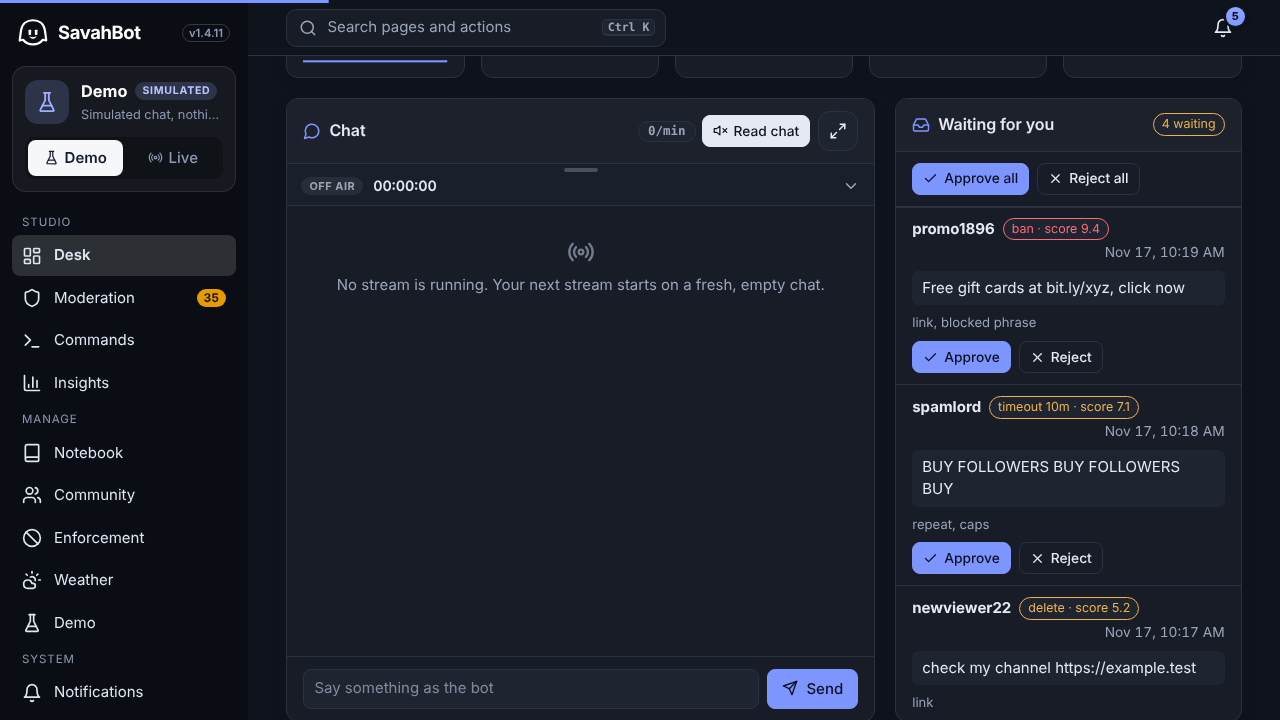 SavahBot
v1.4.11
Demo
SIMULATED
Simulated chat, nothi...
Demo
Live
STUDIO
Desk
Moderation
35
Commands
Insights
MANAGE
Notebook
Community
Enforcement
Weather
Demo
SYSTEM
Notifications
Search pages and actions
Ctrl K
5
Chat
0/min
Read chat
OFF AIR
00:00:00
No stream is running. Your next stream starts on a fresh, empty chat.
Say something as the bot
Send
Waiting for you
4 waiting
Approve all
Reject all
promo1896
ban · score 9.4
Nov 17, 10:19 AM
Free gift cards at bit.ly/xyz, click now
link, blocked phrase
Approve
Reject
spamlord
timeout 10m · score 7.1
Nov 17, 10:18 AM
BUY FOLLOWERS BUY FOLLOWERS
BUY
repeat, caps
Approve
Reject
newviewer22
delete · score 5.2
Nov 17, 10:17 AM
check my channel https://example.test
link